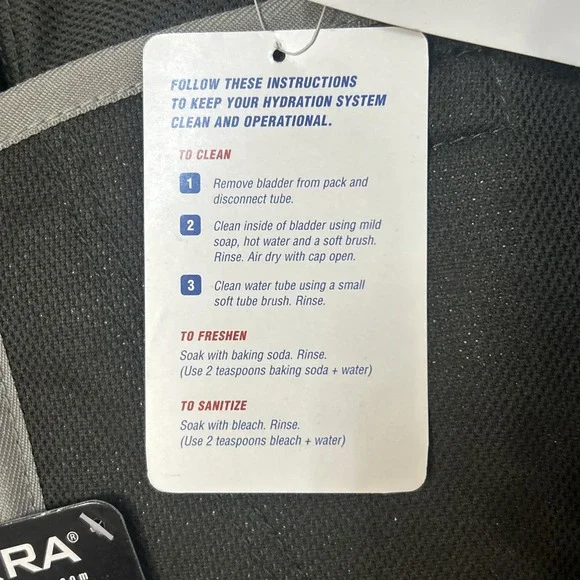 FOLLOW THESE INSTRUCTIONS
TO KEEP YOUR HYDRATION SYSTEM
CLEAN AND OPERATIONAL.
TO CLEAN
1 Remove bladder from pack and
disconnect tube.
2 Clean inside of bladder using mild
soap, hot water and a soft brush.
Rinse. Air dry with cap open.
3 Clean water tube using a small
soft tube brush. Rinse.
TO FRESHEN
Soak with baking soda. Rinse.
(Use 2 teaspoons baking soda + water)
TO SANITIZE
Soak with bleach. Rinse.
(Use 2 teaspoons bleach + water)
RA®